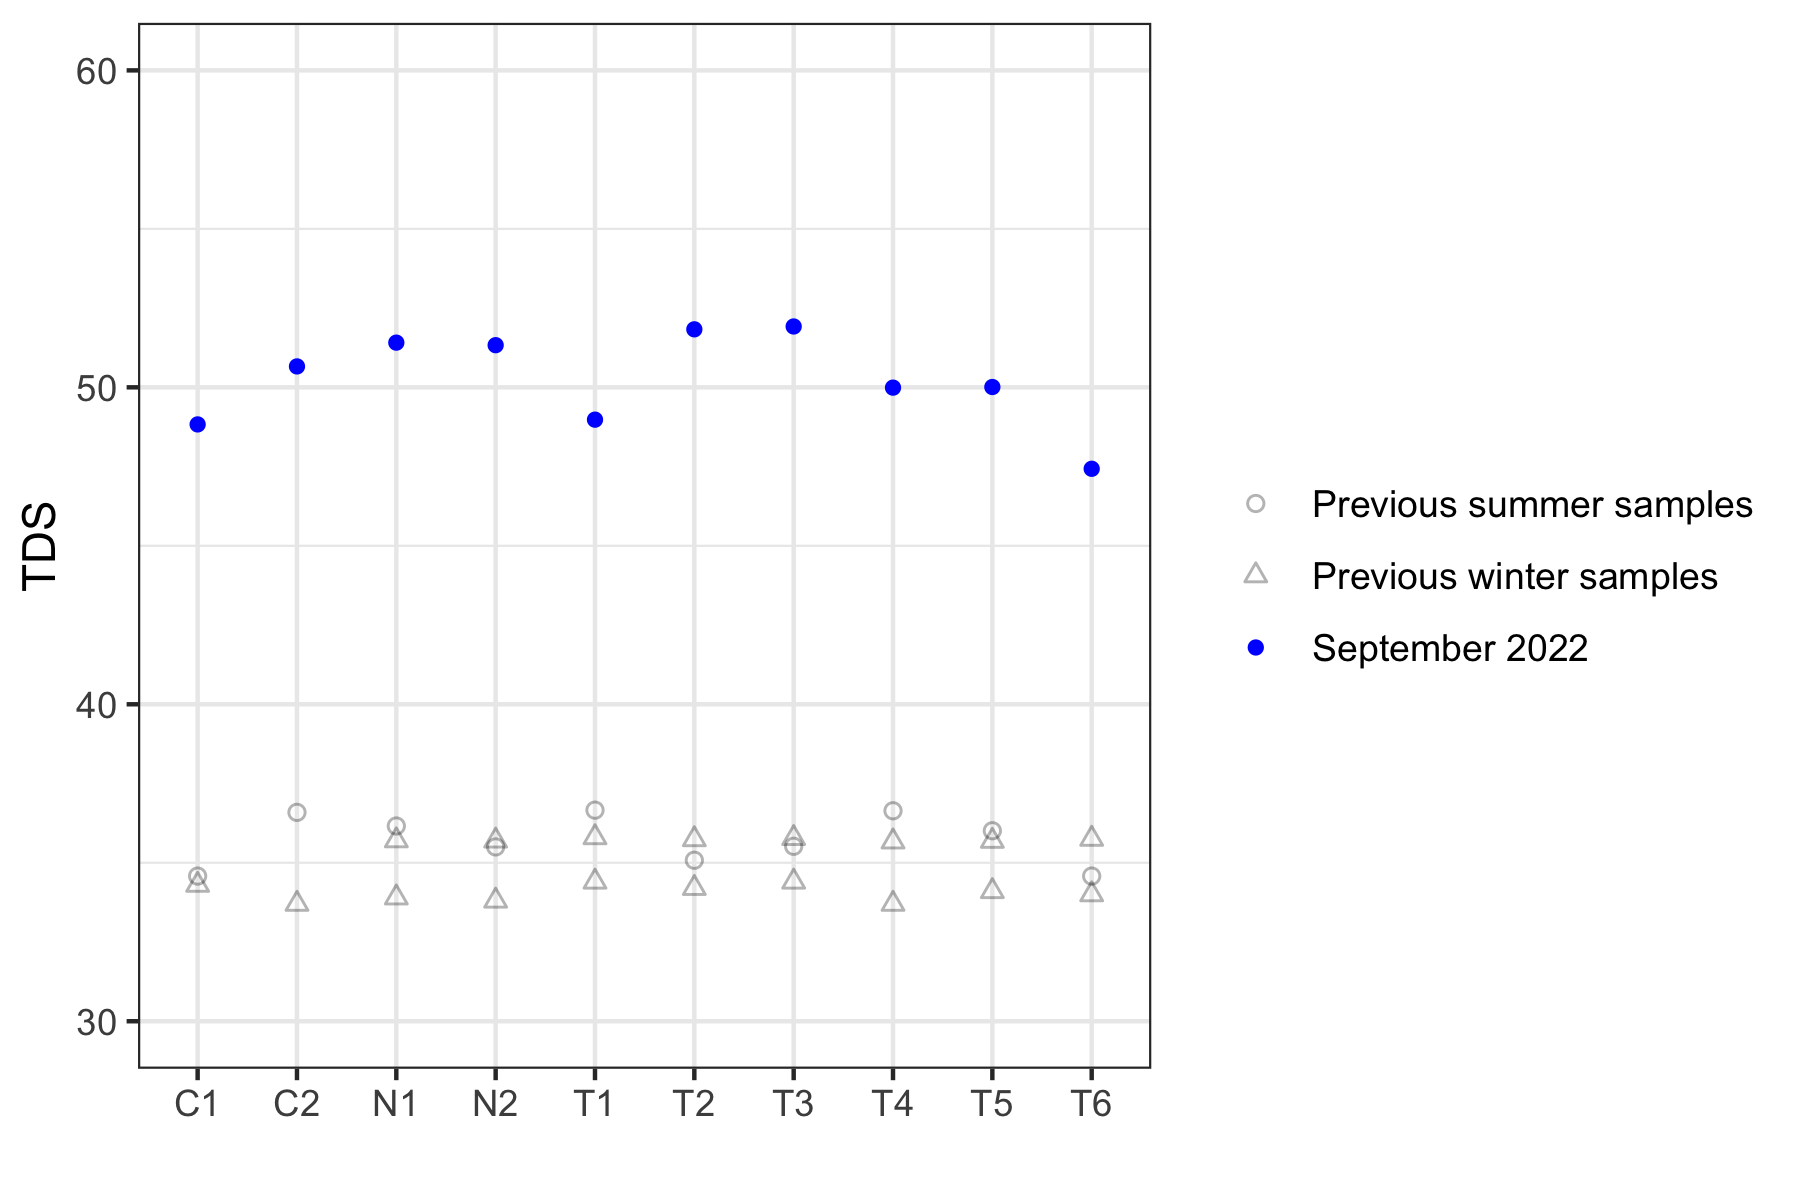 TDS
60
50
40
30
C1 C2 N1 N2 T1 T2 T3 T4 T5 T6
Previous summer samples
Previous winter samples
September 2022